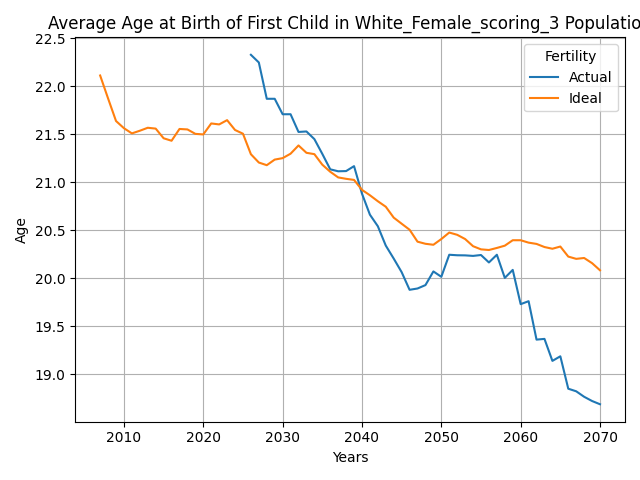 Average Age at Birth of First Child in White_Female_scoring_3 Populatio
22.5
22.0
21.5
21.0
20.5
20.0
19.5
19.0
Age
2010 2020 2030 2040 2050 2060 2070
Years
Fertility
Actual
Ideal